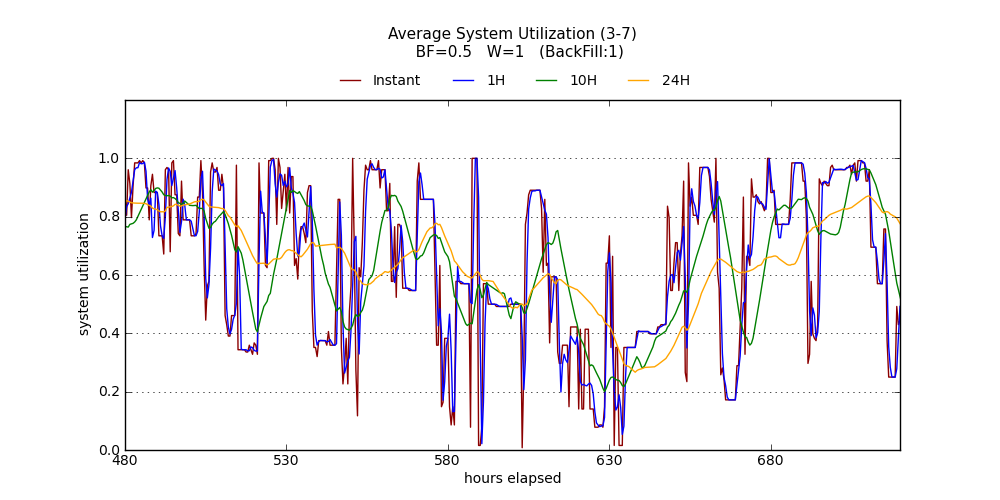 Average System Utilization (3-7)
BF=0.5 W=1 (BackFill:1)
Instant 1H 10H 24H
1.0
0.8
0.6
0.4
0.2
0.0
system utilization
480 530 580 630 680
hours elapsed